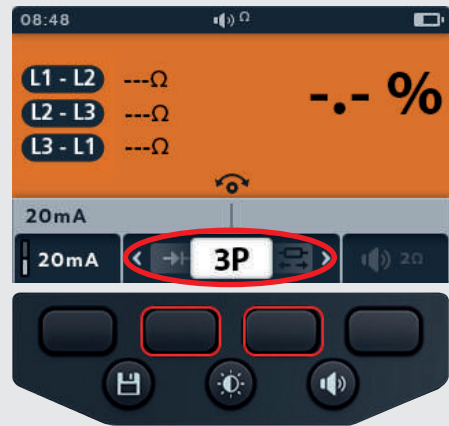 08:48 Ω
L1 - L2 ---Ω
-.- %
L2 - L3 ---Ω
L3 - L1 ---Ω
20mA
20mA < 3P > 2Ω